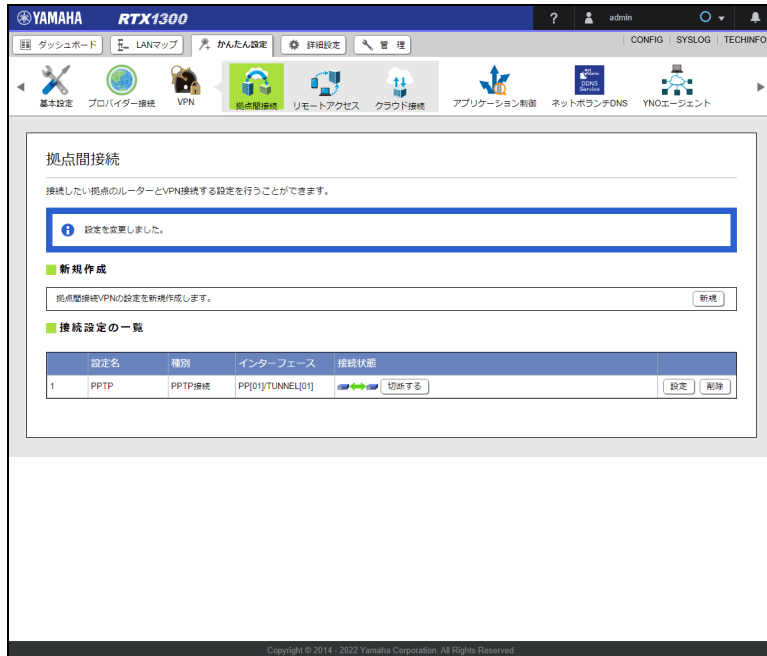 YAMAHA RTX1300 ? admin
ダッシュボード LANマップ かんたん設定 詳細設定 管 理 CONFIG SYSLOG TECHINFO
基本設定 プロバイダー接続 VPN 拠点間接続 リモートアクセス クラウド接続 アプリケーション制御 DDNS Service ネットボランチDNS YNOエージェント
拠点間接続
接続したい拠点のルーターとVPN接続する設定を行うことができます。
設定を変更しました。
新規作成
拠点間接続VPNの設定を新規作成します。 新規
接続設定の一覧
設定名 種別 インターフェース 接続状態
1 PPTP PPTP接続 PP[01]/TUNNEL[01] 切断する 設定 削除
Copyright © 2014 - 2022 Yamaha Corporation. All Rights Reserved.